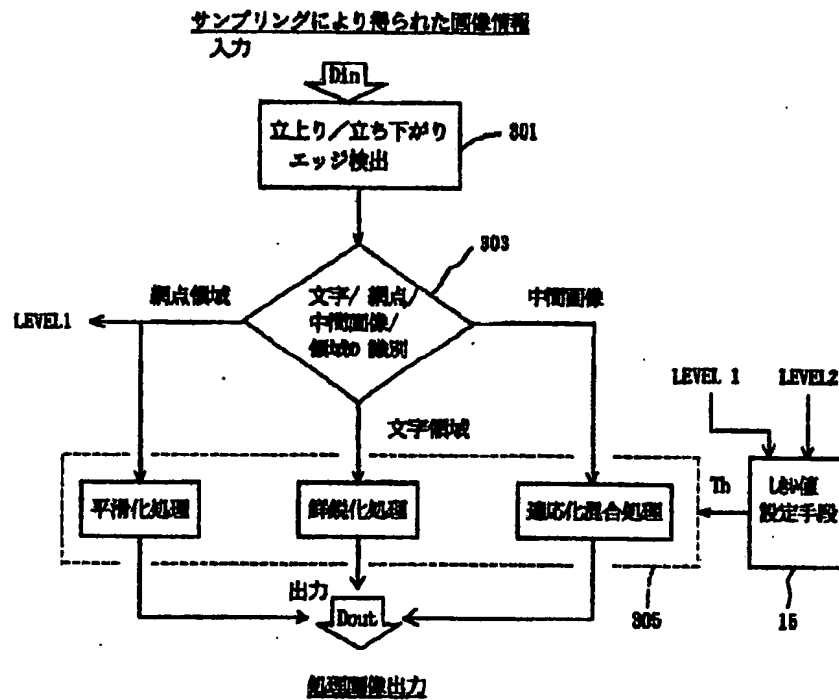 サンプリングにより得られた画像情報
入力
Din
立上り／立ち下がり
エッジ検出
301
303
網点領域
文字/ 網点/
中間画像/
領域の 識別
中間画像
LEVEL1
LEVEL 1
LEVEL2
文字領域
平滑化処理
鮮鋭化処理
適応化混合処理
Th
しきい値
設定手段
出力
Dout
305
15
処理画像出力